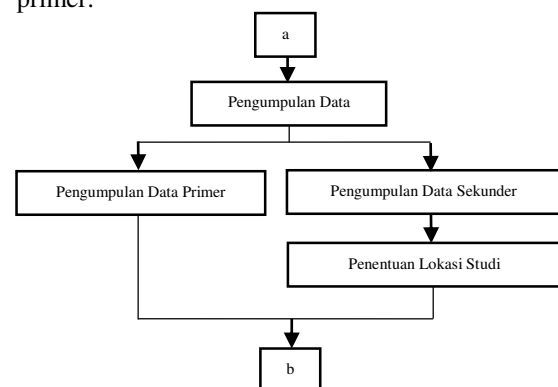 primer.
a
Pengumpulan Data
Pengumpulan Data Primer
Pengumpulan Data Sekunder
Penentuan Lokasi Studi
b